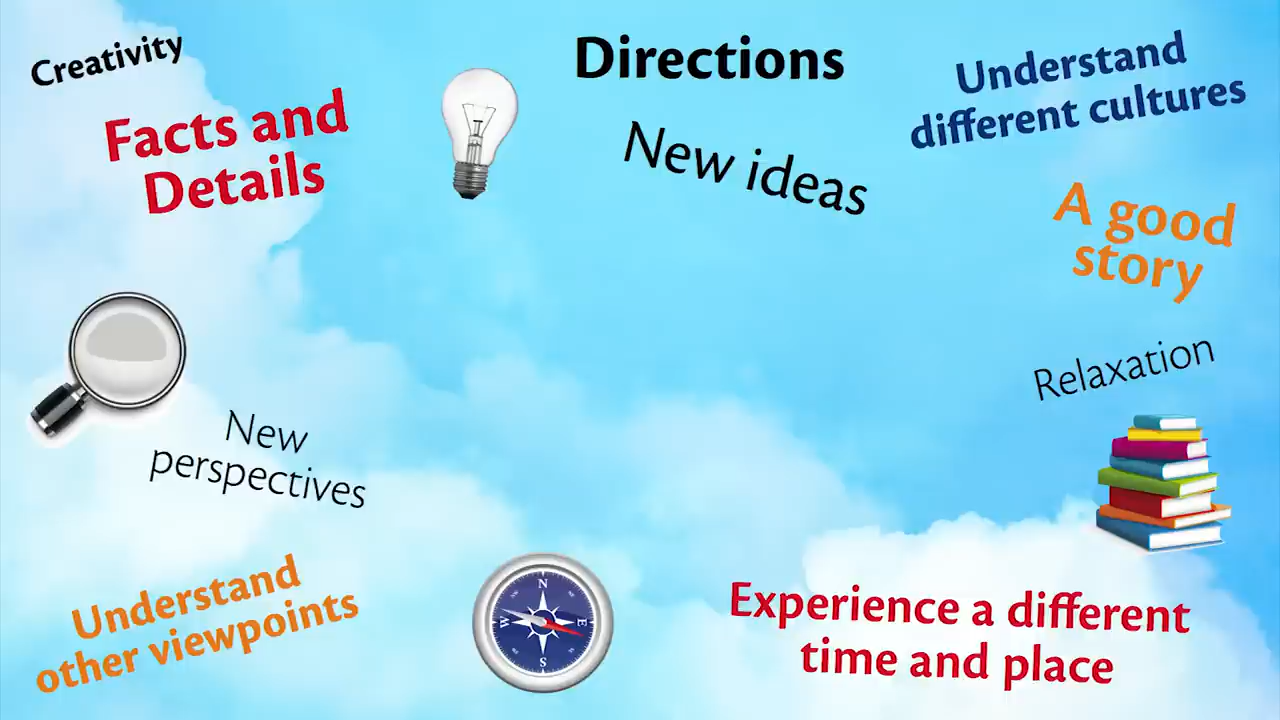 Creativity
Facts and
Details
Directions
New ideas
Understand
different cultures
A good
story
Relaxation
New
perspectives
Understand
other viewpoints
N
W
E
S
Experience a different
time and place